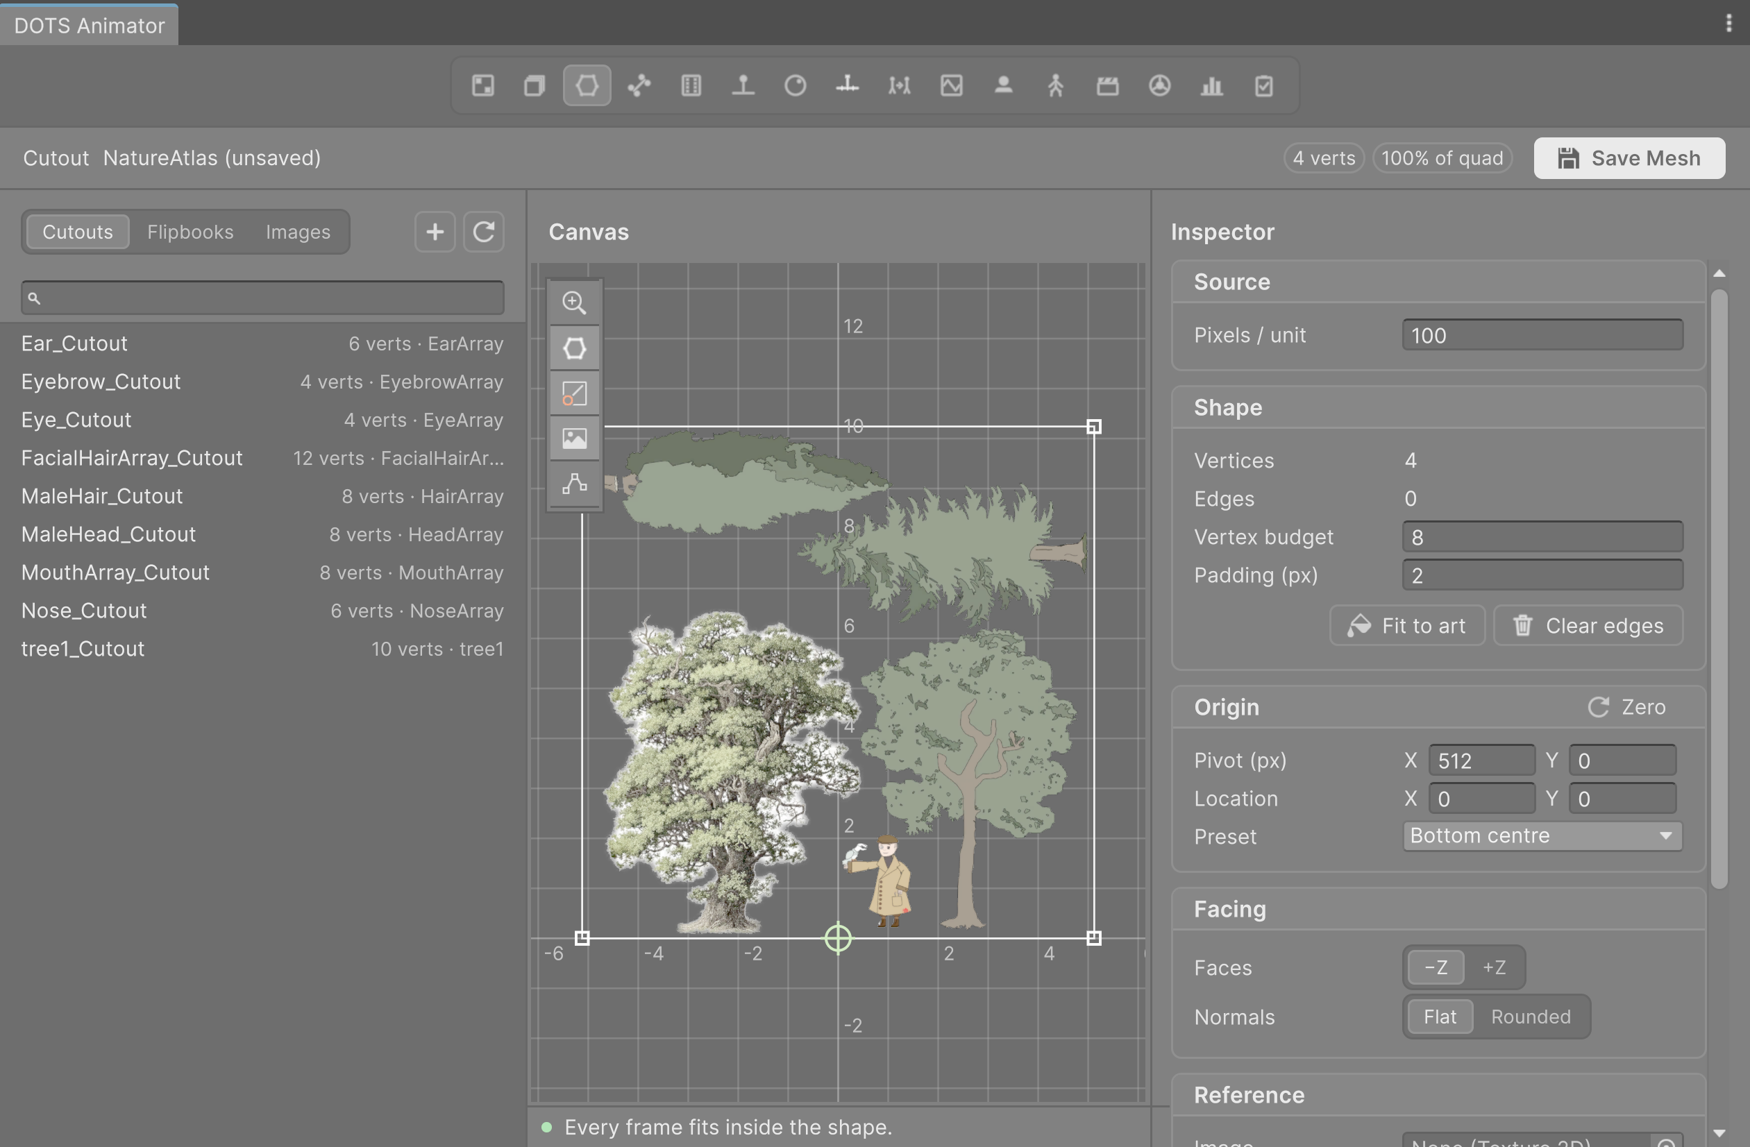 DOTS Animator
Cutout NatureAtlas (unsaved)
4 verts
100% of quad
Save Mesh
Cutouts
Flipbooks
Images
Ear_Cutout
6 verts · EarArray
Eyebrow_Cutout
4 verts · EyebrowArray
Eye_Cutout
4 verts · EyeArray
FacialHairArray_Cutout
12 verts · FacialHairAr...
MaleHair_Cutout
8 verts · HairArray
MaleHead_Cutout
8 verts · HeadArray
MouthArray_Cutout
8 verts · MouthArray
Nose_Cutout
6 verts · NoseArray
tree1_Cutout
10 verts · tree1
Canvas
12
10
8
6
4
2
-6
-4
-2
2
4
-2
Every frame fits inside the shape.
Inspector
Source
Pixels / unit
100
Shape
Vertices
4
Edges
0
Vertex budget
8
Padding (px)
2
Fit to art
Clear edges
Origin
Zero
Pivot (px)
X 512
Y 0
Location
X 0
Y 0
Preset
Bottom centre
Facing
Faces
−Z
+Z
Normals
Flat
Rounded
Reference